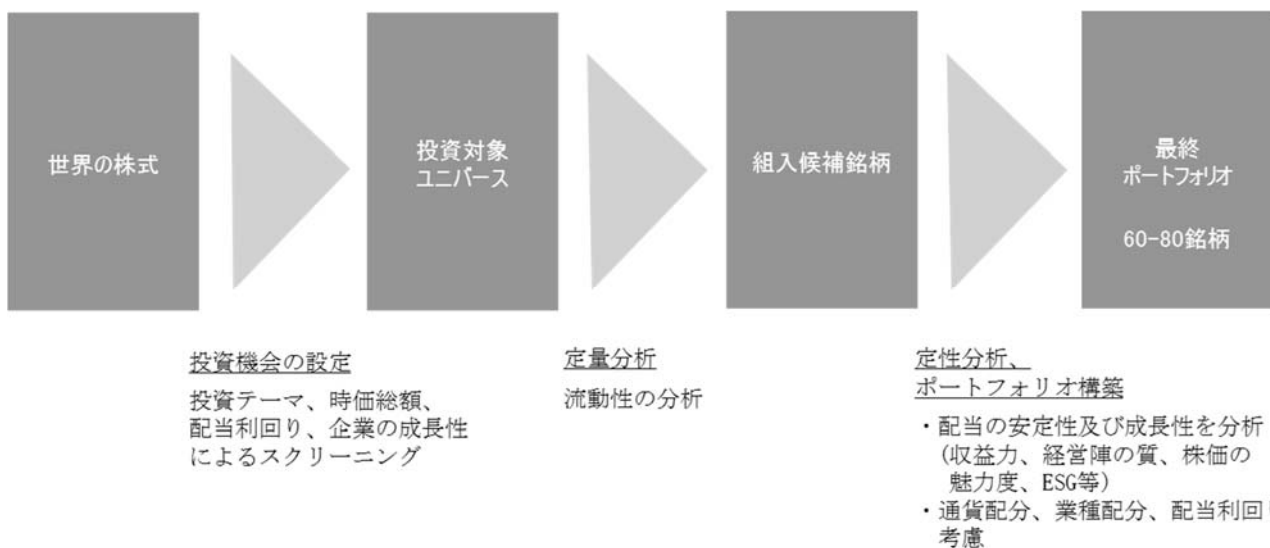 世界の株式
投資対象
ユニバース
組入候補銘柄
最終
ポートフォリオ
60-80銘柄
投資機会の設定
投資テーマ、時価総額、
配当利回り、企業の成長性
によるスクリーニング
定量分析
流動性の分析
定性分析、
ポートフォリオ構築
・配当の安定性及び成長性を分析
(収益力、経営陣の質、株価の
魅力度、ESG等)
・通貨配分、業種配分、配当利回
考慮